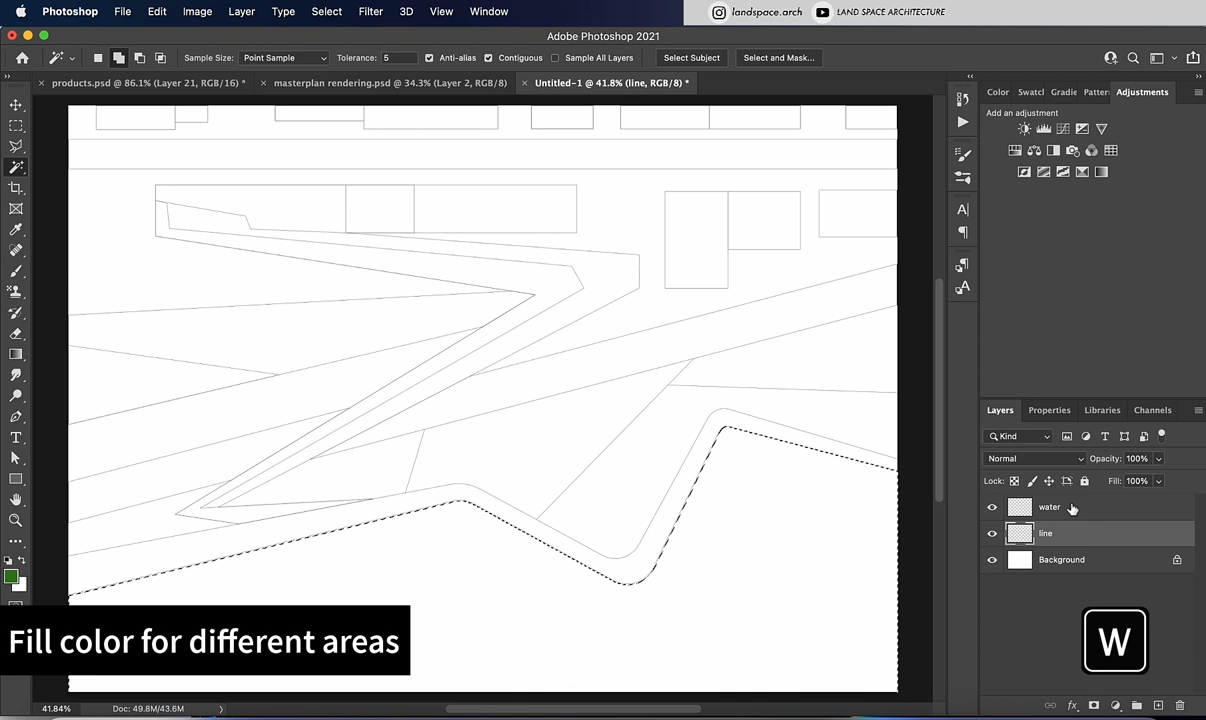 Photoshop File Edit Image Layer Type Select Filter 3D View Window
landspace.arch LAND SPACE ARCHITECTURE
Adobe Photoshop 2021
Sample Size: Point Sample Tolerance: 5 Anti-alias Contiguous Sample All Layers Select Subject Select and Mask...
products.psd @ 86.1% (Layer 21, RGB/16) * masterplan rendering.psd @ 34.3% (Layer 2, RGB/8) Untitled-1 @ 41.8% (line, RGB/8) *
Color Swatcl Gradie Patter Adjustments
Add an adjustment
Layers Properties Libraries Channels
Kind
Normal Opacity: 100%
Lock: Fill: 100%
water
line
Background
Fill color for different areas
W
41.84% Doc: 49.8M/43.6M